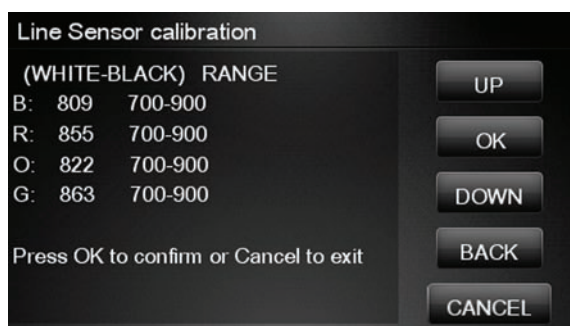 Line Sensor calibration
(WHITE-BLACK) RANGE
B: 809 700-900
R: 855 700-900
O: 822 700-900
G: 863 700-900
Press OK to confirm or Cancel to exit
UP
OK
DOWN
BACK
CANCEL